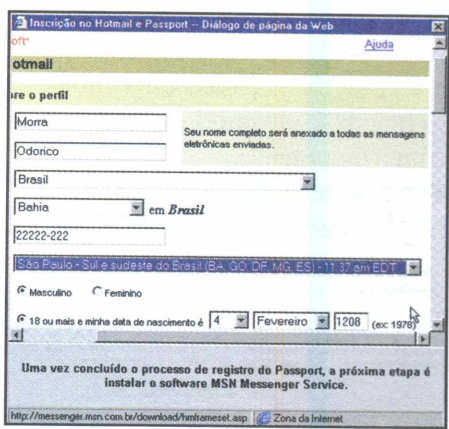 Inscrição no Hotmail e Passport -- Diálogo de página da Web
oft®
Ajuda
otmail
re o perfil
Morra
Seu nome completo será anexado a todas as mensagens
eletrônicas enviadas.
Odorico
Brasil
Bahia em Brasil
22222-222
São Paulo - Sul e sudeste do Brasil (BA, GO, DF, MG, ES) - 11:37 am EDT
Masculino Feminino
18 ou mais e minha data de nascimento é 4 Fevereiro 1208 (ex: 1978)
Uma vez concluído o processo de registro do Passport, a próxima etapa é
instalar o software MSN Messenger Service.
http://messenger.msn.com.br/download/hmframeset.asp Zona da Internet